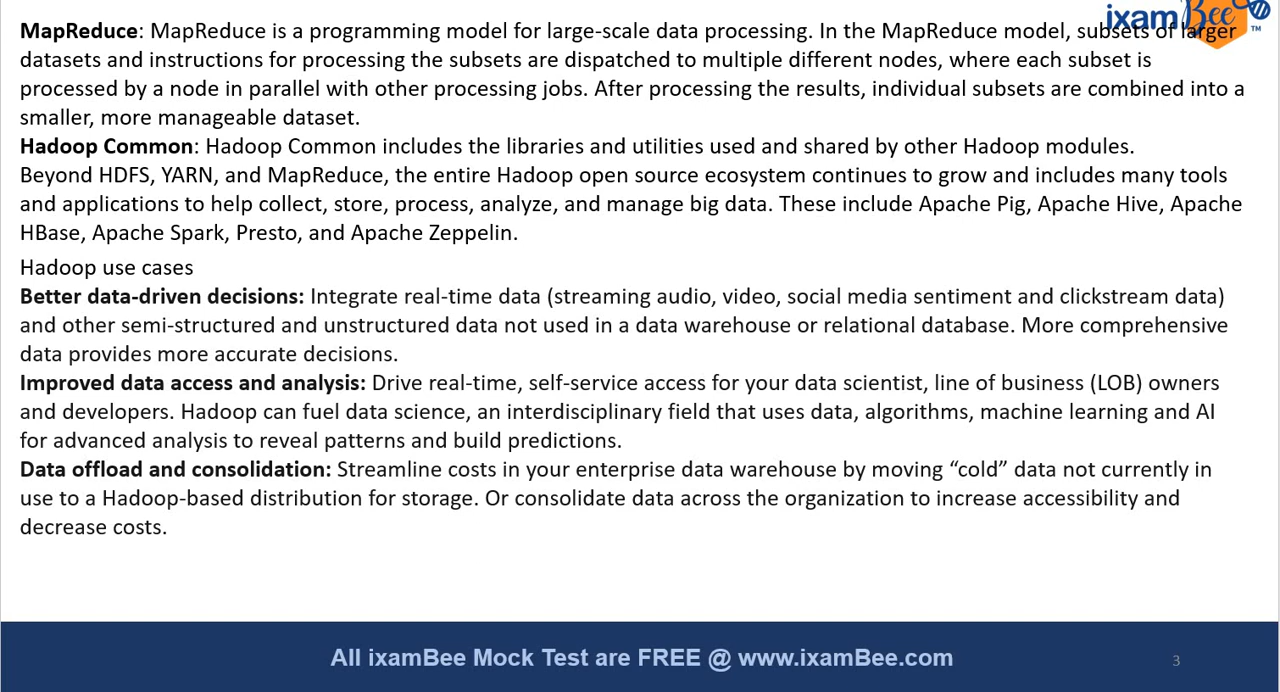 ixamBee
TM
MapReduce: MapReduce is a programming model for large-scale data processing. In the MapReduce model, subsets of larger
datasets and instructions for processing the subsets are dispatched to multiple different nodes, where each subset is
processed by a node in parallel with other processing jobs. After processing the results, individual subsets are combined into a
smaller, more manageable dataset.
Hadoop Common: Hadoop Common includes the libraries and utilities used and shared by other Hadoop modules.
Beyond HDFS, YARN, and MapReduce, the entire Hadoop open source ecosystem continues to grow and includes many tools
and applications to help collect, store, process, analyze, and manage big data. These include Apache Pig, Apache Hive, Apache
HBase, Apache Spark, Presto, and Apache Zeppelin.
Hadoop use cases
Better data-driven decisions: Integrate real-time data (streaming audio, video, social media sentiment and clickstream data)
and other semi-structured and unstructured data not used in a data warehouse or relational database. More comprehensive
data provides more accurate decisions.
Improved data access and analysis: Drive real-time, self-service access for your data scientist, line of business (LOB) owners
and developers. Hadoop can fuel data science, an interdisciplinary field that uses data, algorithms, machine learning and AI
for advanced analysis to reveal patterns and build predictions.
Data offload and consolidation: Streamline costs in your enterprise data warehouse by moving “cold” data not currently in
use to a Hadoop-based distribution for storage. Or consolidate data across the organization to increase accessibility and
decrease costs.
All ixamBee Mock Test are FREE @ www.ixamBee.com
3